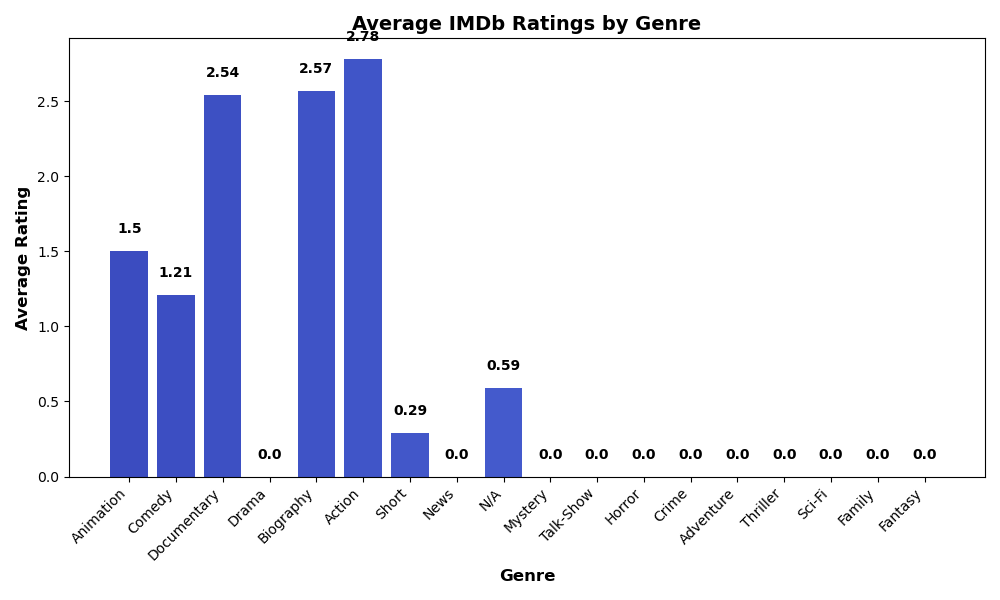 Average IMDb Ratings by Genre
2.78
2.57
2.54
1.5
1.21
0.59
0.29
0.0
0.0
0.0
0.0
0.0
0.0
0.0
0.0
0.0
0.0
0.0
2.5
2.0
1.5
1.0
0.5
0.0
Average Rating
Animation
Comedy
Documentary
Drama
Biography
Action
Short
News
N/A
Mystery
Talk-Show
Horror
Crime
Adventure
Thriller
Sci-Fi
Family
Fantasy
Genre